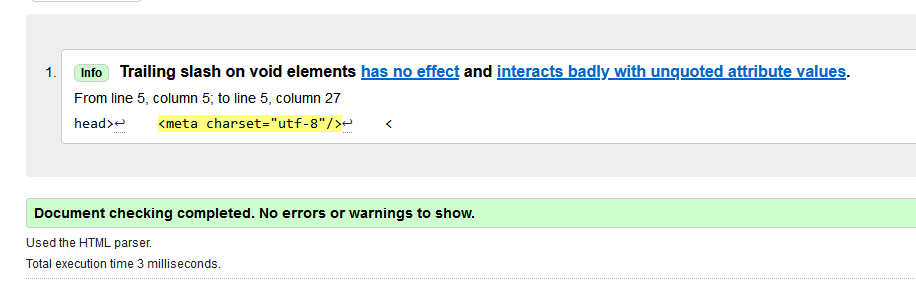 1. Info Trailing slash on void elements has no effect and interacts badly with unquoted attribute values.
From line 5, column 5; to line 5, column 27
head>↩ <meta charset="utf-8"/>↩ <
Document checking completed. No errors or warnings to show.
Used the HTML parser.
Total execution time 3 milliseconds.